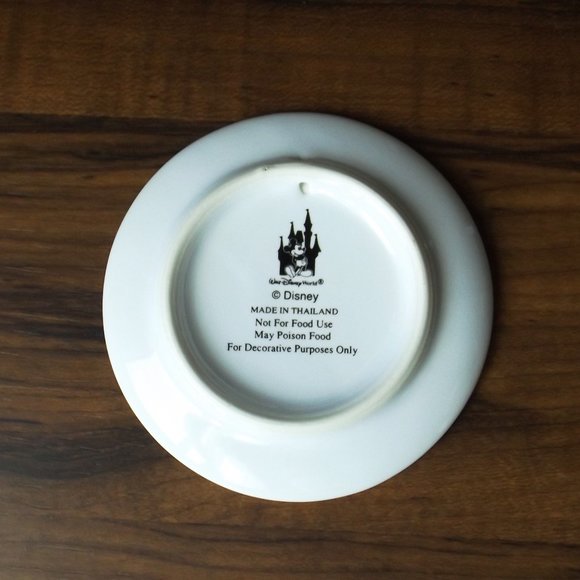 Walt Disney World®
© Disney
MADE IN THAILAND
Not For Food Use
May Poison Food
For Decorative Purposes Only